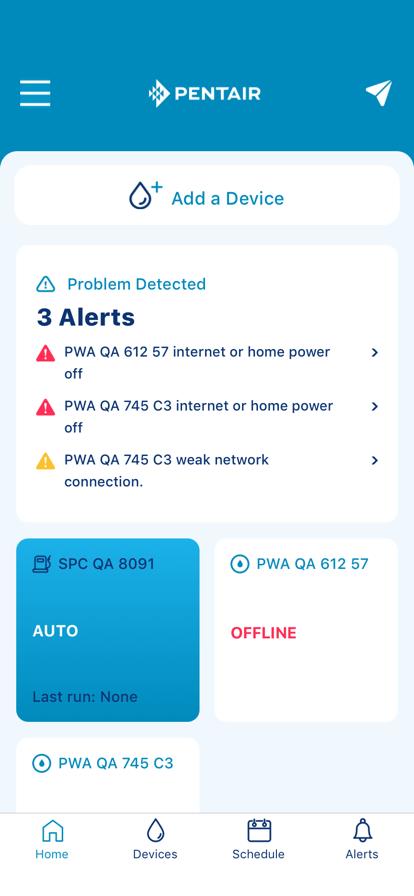 PENTAIR
Add a Device
Problem Detected
3 Alerts
PWA QA 612 57 internet or home power
off
PWA QA 745 C3 internet or home power
off
PWA QA 745 C3 weak network
connection.
SPC QA 8091
AUTO
Last run: None
PWA QA 612 57
OFFLINE
PWA QA 745 C3
Home
Devices
Schedule
Alerts